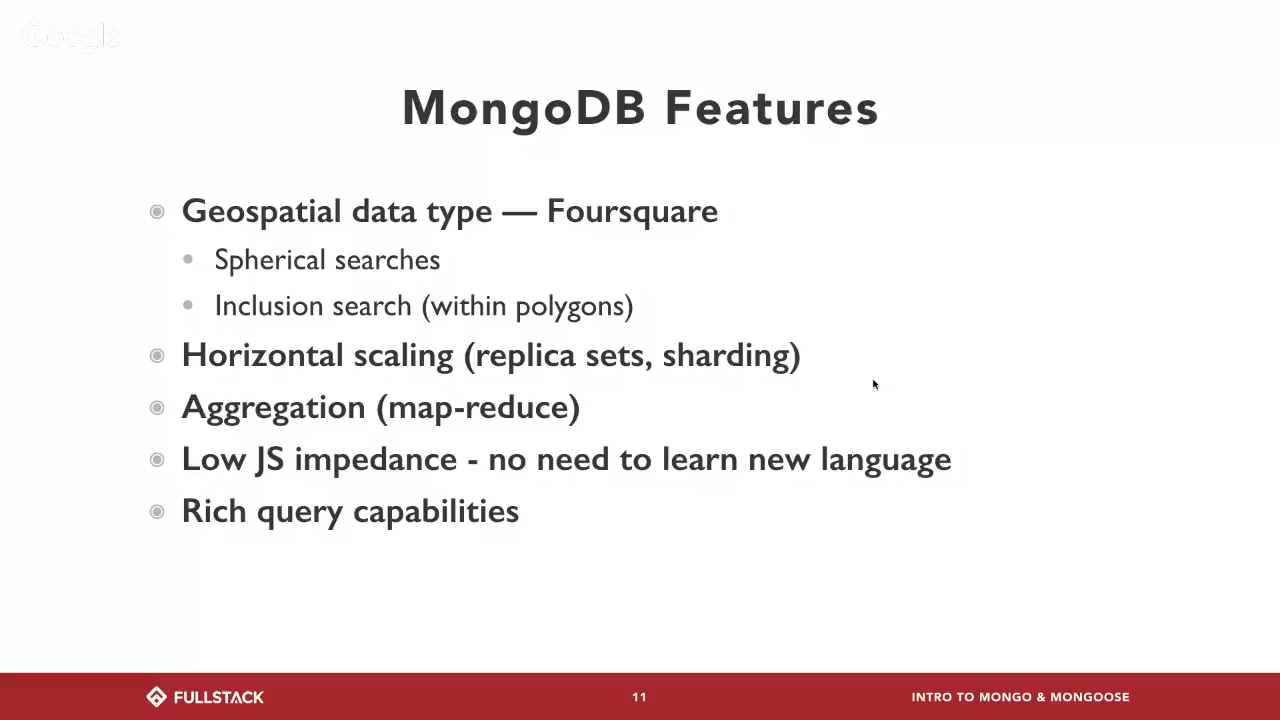 Google
MongoDB Features
Geospatial data type — Foursquare
Spherical searches
Inclusion search (within polygons)
Horizontal scaling (replica sets, sharding)
Aggregation (map-reduce)
Low JS impedance - no need to learn new language
Rich query capabilities
FULLSTACK
11
INTRO TO MONGO & MONGOOSE